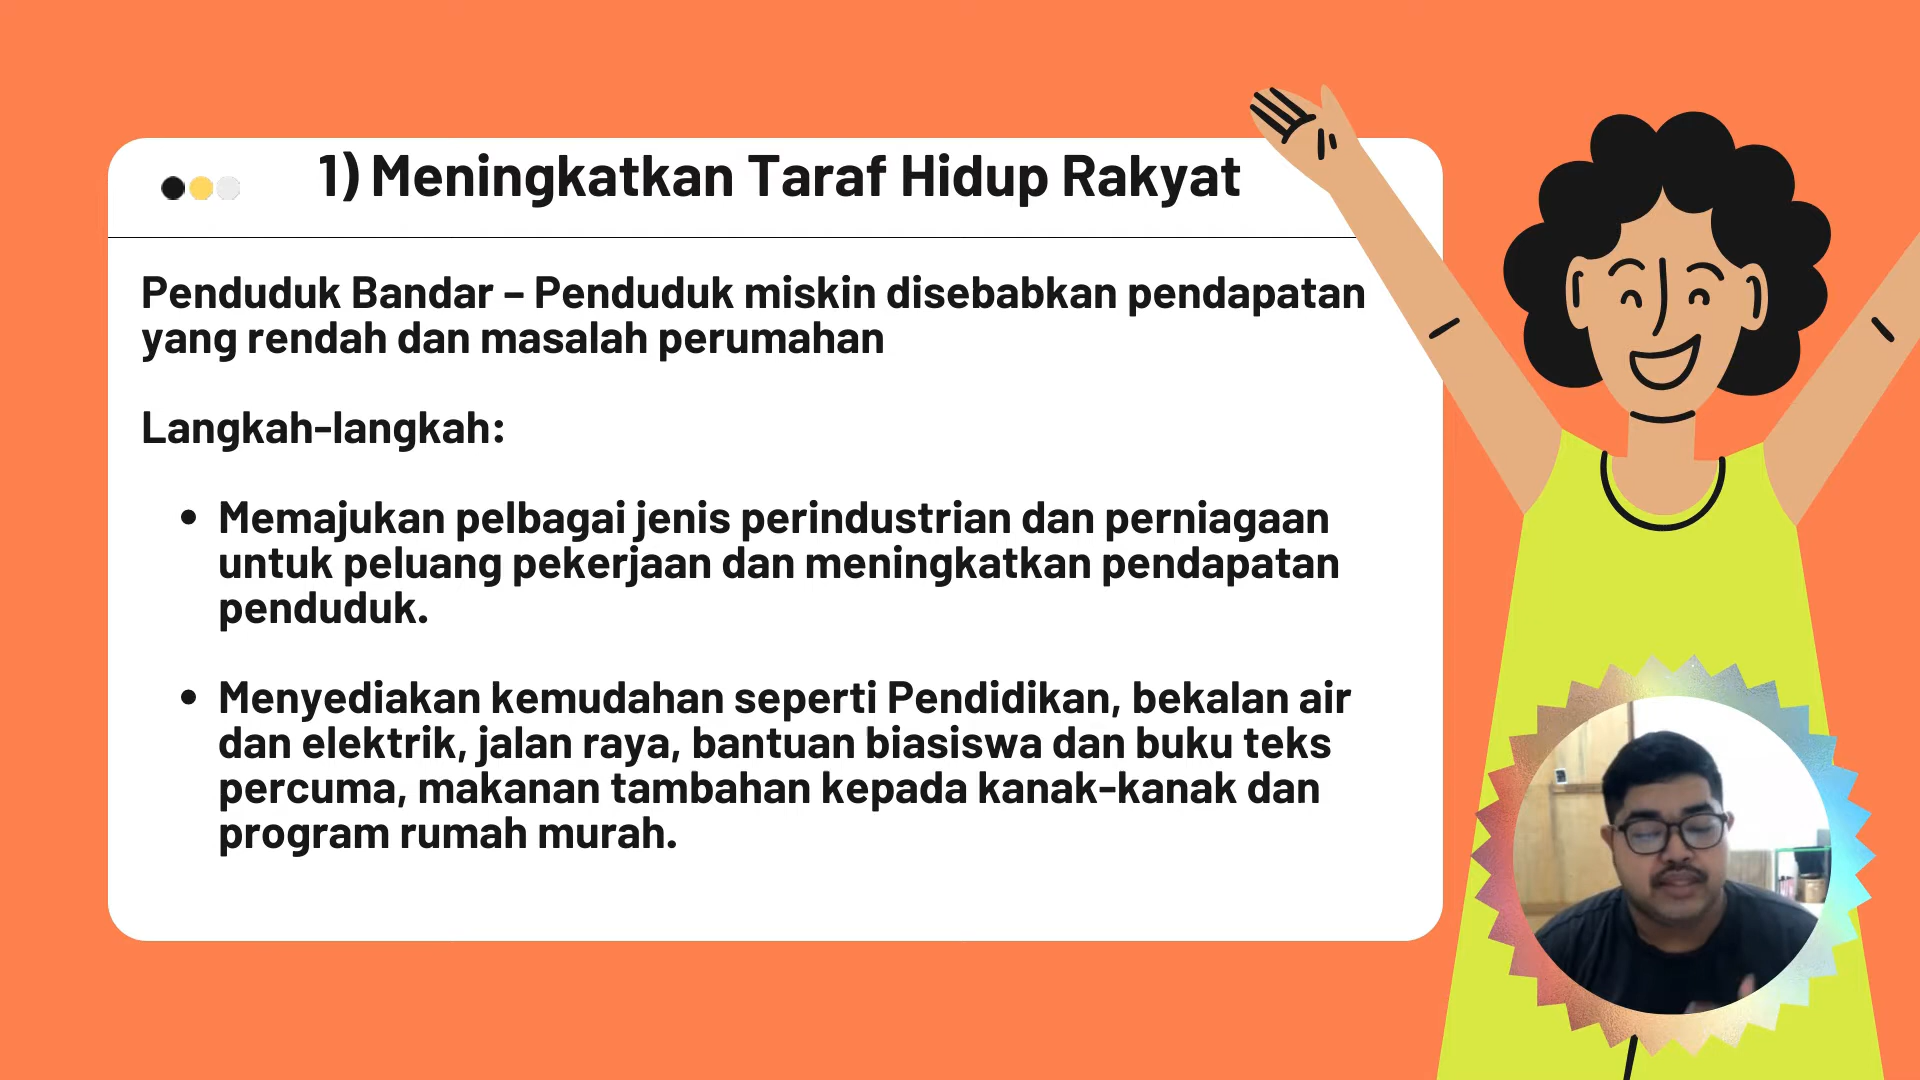 1) Meningkatkan Taraf Hidup Rakyat
Penduduk Bandar – Penduduk miskin disebabkan pendapatan
yang rendah dan masalah perumahan
Langkah-langkah:
• Memajukan pelbagai jenis perindustrian dan perniagaan
untuk peluang pekerjaan dan meningkatkan pendapatan
penduduk.
• Menyediakan kemudahan seperti Pendidikan, bekalan air
dan elektrik, jalan raya, bantuan biasiswa dan buku teks
percuma, makanan tambahan kepada kanak-kanak dan
program rumah murah.